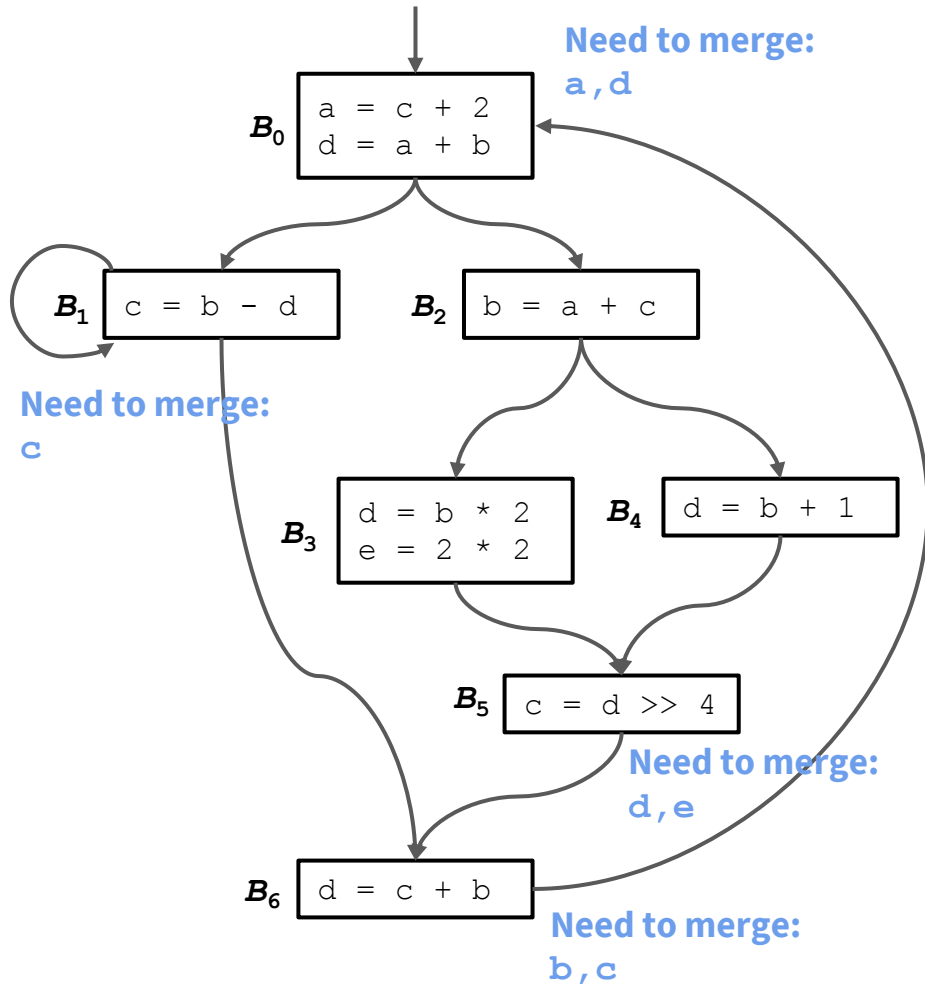 Need to merge:
a,d
B0
a = c + 2
d = a + b
B1
c = b - d
B2
b = a + c
Need to merge:
c
B3
d = b * 2
e = 2 * 2
B4
d = b + 1
B5
c = d >> 4
Need to merge:
d,e
B6
d = c + b
Need to merge:
b,c